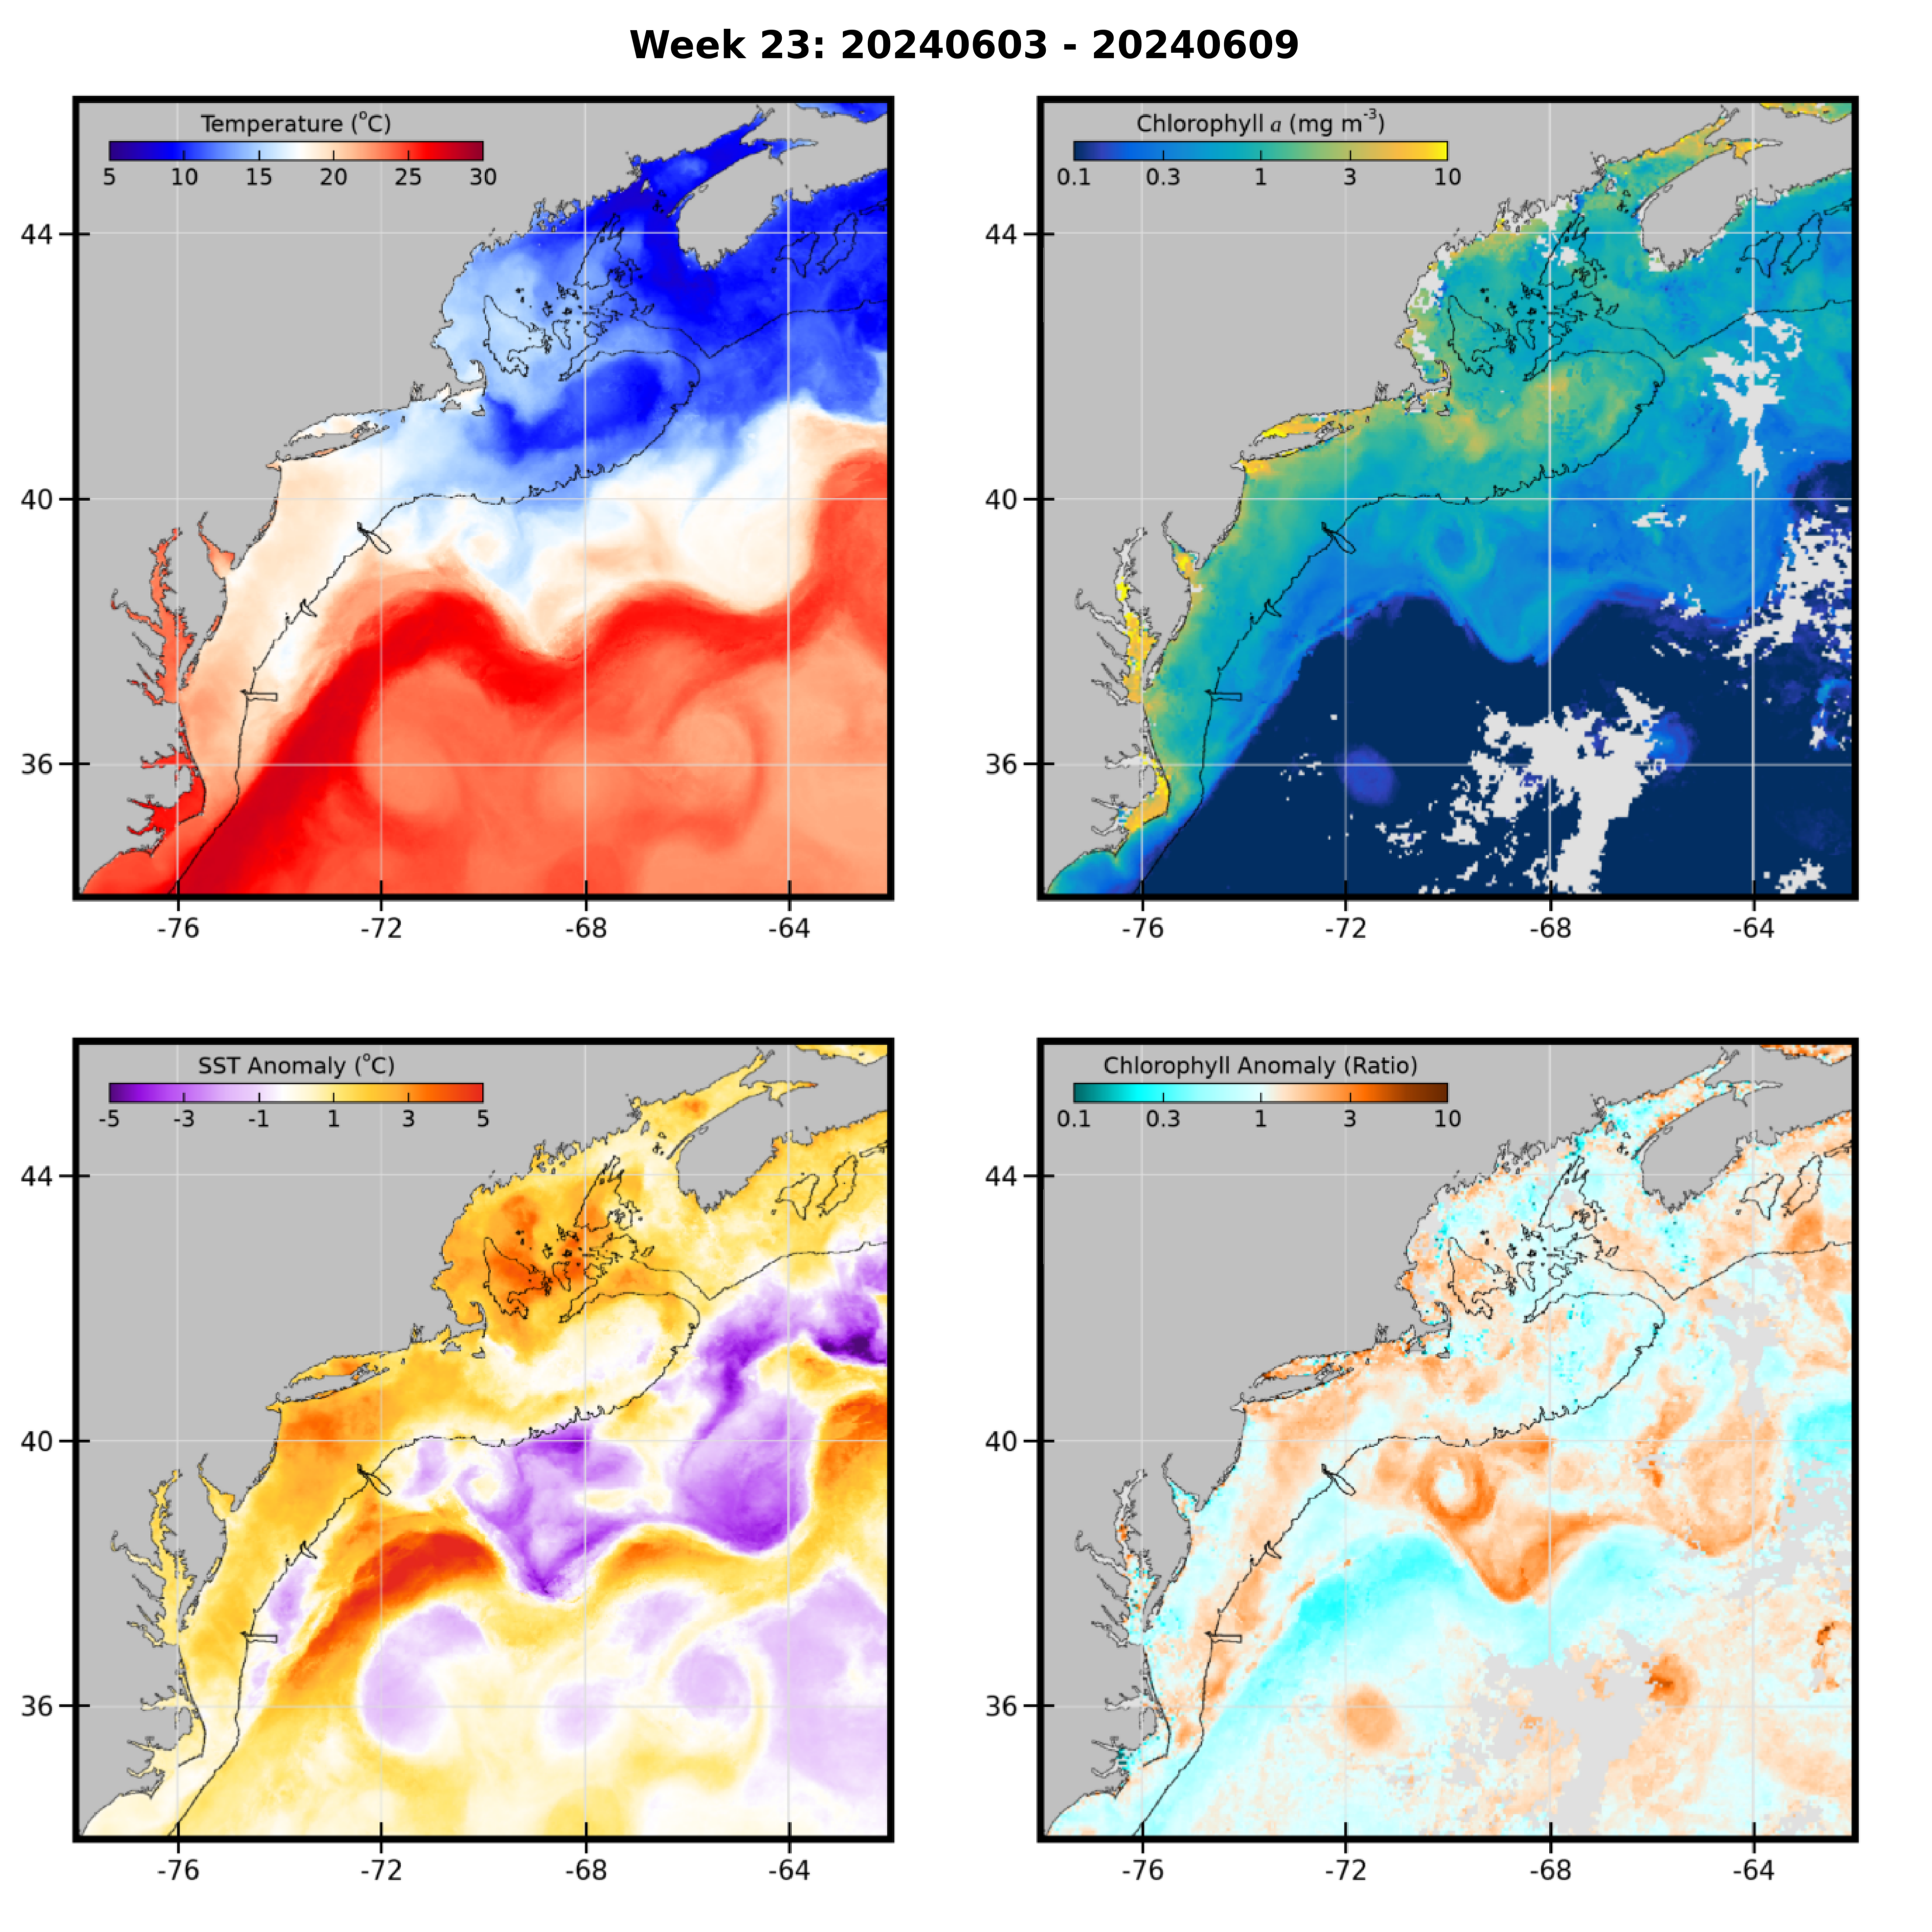 Week 23: 20240603 - 20240609
Temperature (°C)
5 10 15 20 25 30
44
40
36
-76 -72 -68 -64
Chlorophyll a (mg m⁻³)
0.1 0.3 1 3 10
44
40
36
-76 -72 -68 -64
SST Anomaly (°C)
-5 -3 -1 1 3 5
44
40
36
-76 -72 -68 -64
Chlorophyll Anomaly (Ratio)
0.1 0.3 1 3 10
44
40
36
-76 -72 -68 -64